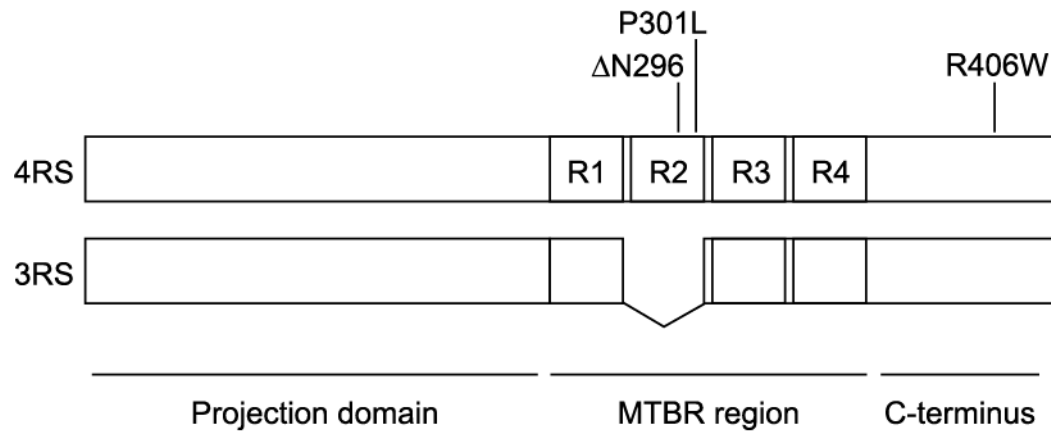 P301L
ΔN296
R406W
4RS
R1
R2
R3
R4
3RS
Projection domain
MTBR region
C-terminus